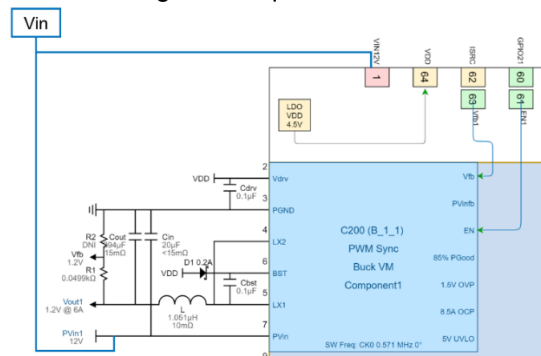 Vin
VIN12V
VDD
ISRC
GPIO21
1
64
62
60
63
61
Vfb1
EN1
LDO
VDD
4.5V
2
VDD
Cdrv
0.1µF
Vdrv
Vfb
3
PGND
PVinfb
R2
DNI
Cout
94µF
15mΩ
Cin
20µF
<15mΩ
4
LX2
C200 (B_1_1)
PWM Sync
Buck VM
Component1
EN
Vfb
1.2V
D1 0.2A
VDD
6
BST
85% PGood
R1
0.0499kΩ
Cbst
0.1µF
1.5V OVP
Vout1
1.2V @ 6A
L
1.051µH
10mΩ
5
LX1
8.5A OCP
PVin1
12V
7
PVin
5V UVLO
SW Freq: CK0 0.571 MHz 0°
9